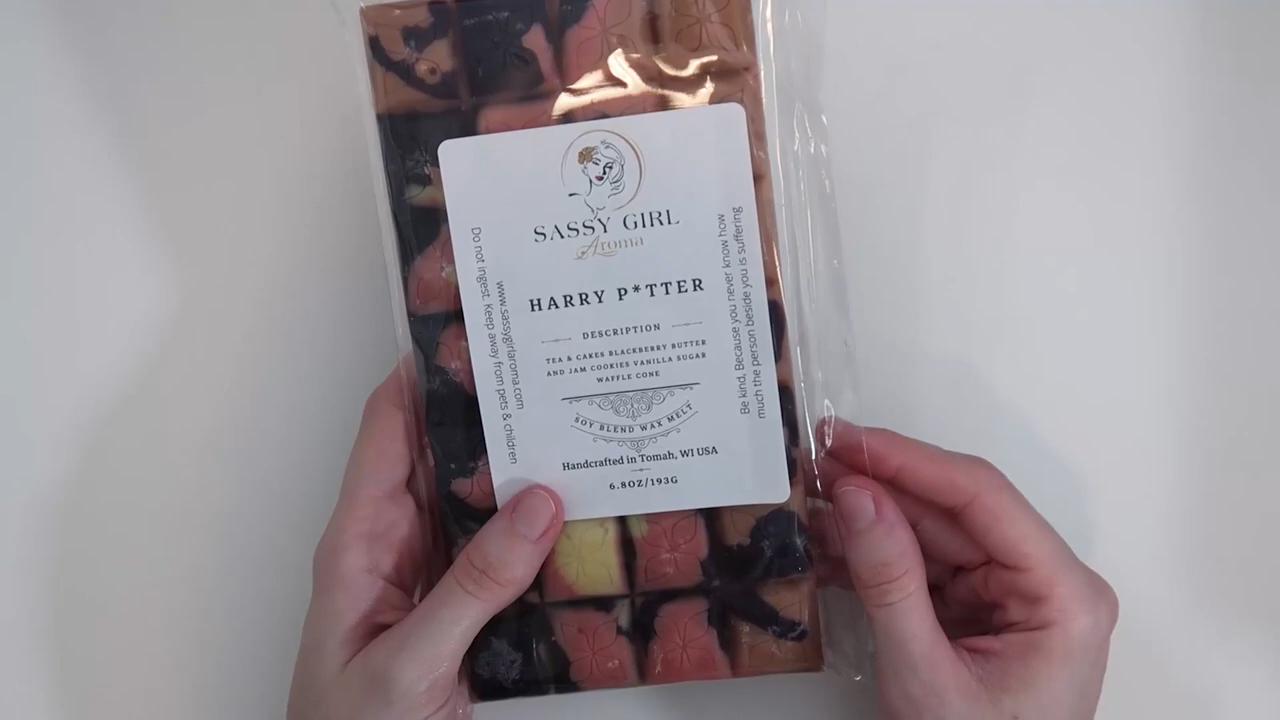 SASSY GIRL
Aroma
HARRY P*TTER
DESCRIPTION
TEA & CAKES BLACKBERRY BUTTER
AND JAM COOKIES VANILLA SUGAR
WAFFLE CONE
SOY BLEND WAX MELT
Handcrafted in Tomah, WI USA
6.8OZ/193G
www.sassygirlaroma.com
Do not ingest. Keep away from pets & children
Be kind, Because you never know how
much the person beside you is suffering